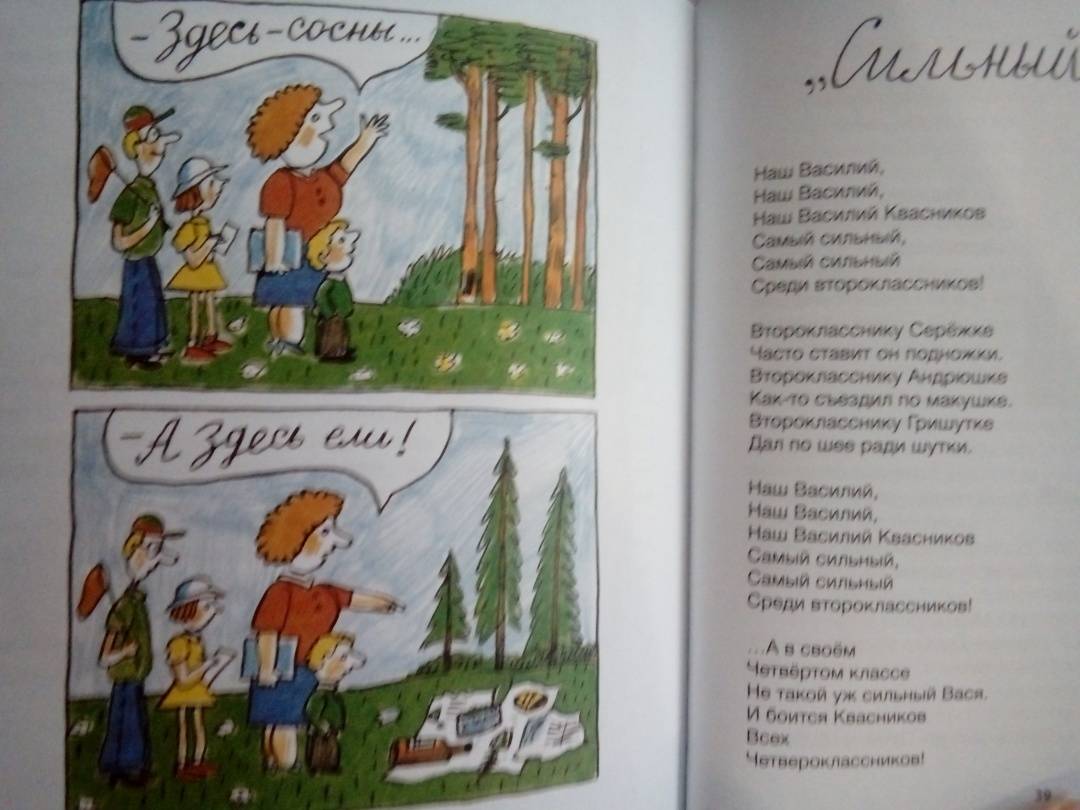 -Здесь-сосны...
-А здесь ели!
„Сильный
Наш Василий,
Наш Василий,
Наш Василий Квасников
Самый сильный,
Самый сильный
Среди второклассников!
Второкласснику Серёжке
Часто ставит он подножки.
Второкласснику Андрюшке
Как-то съездил по макушке.
Второкласснику Гришутке
Дал по шее ради шутки.
Наш Василий,
Наш Василий,
Наш Василий Квасников
Самый сильный,
Самый сильный
Среди второклассников!
...А в своём
Четвёртом классе
Не такой уж сильный Вася.
И боится Квасников
Всех
Четвероклассников!
39